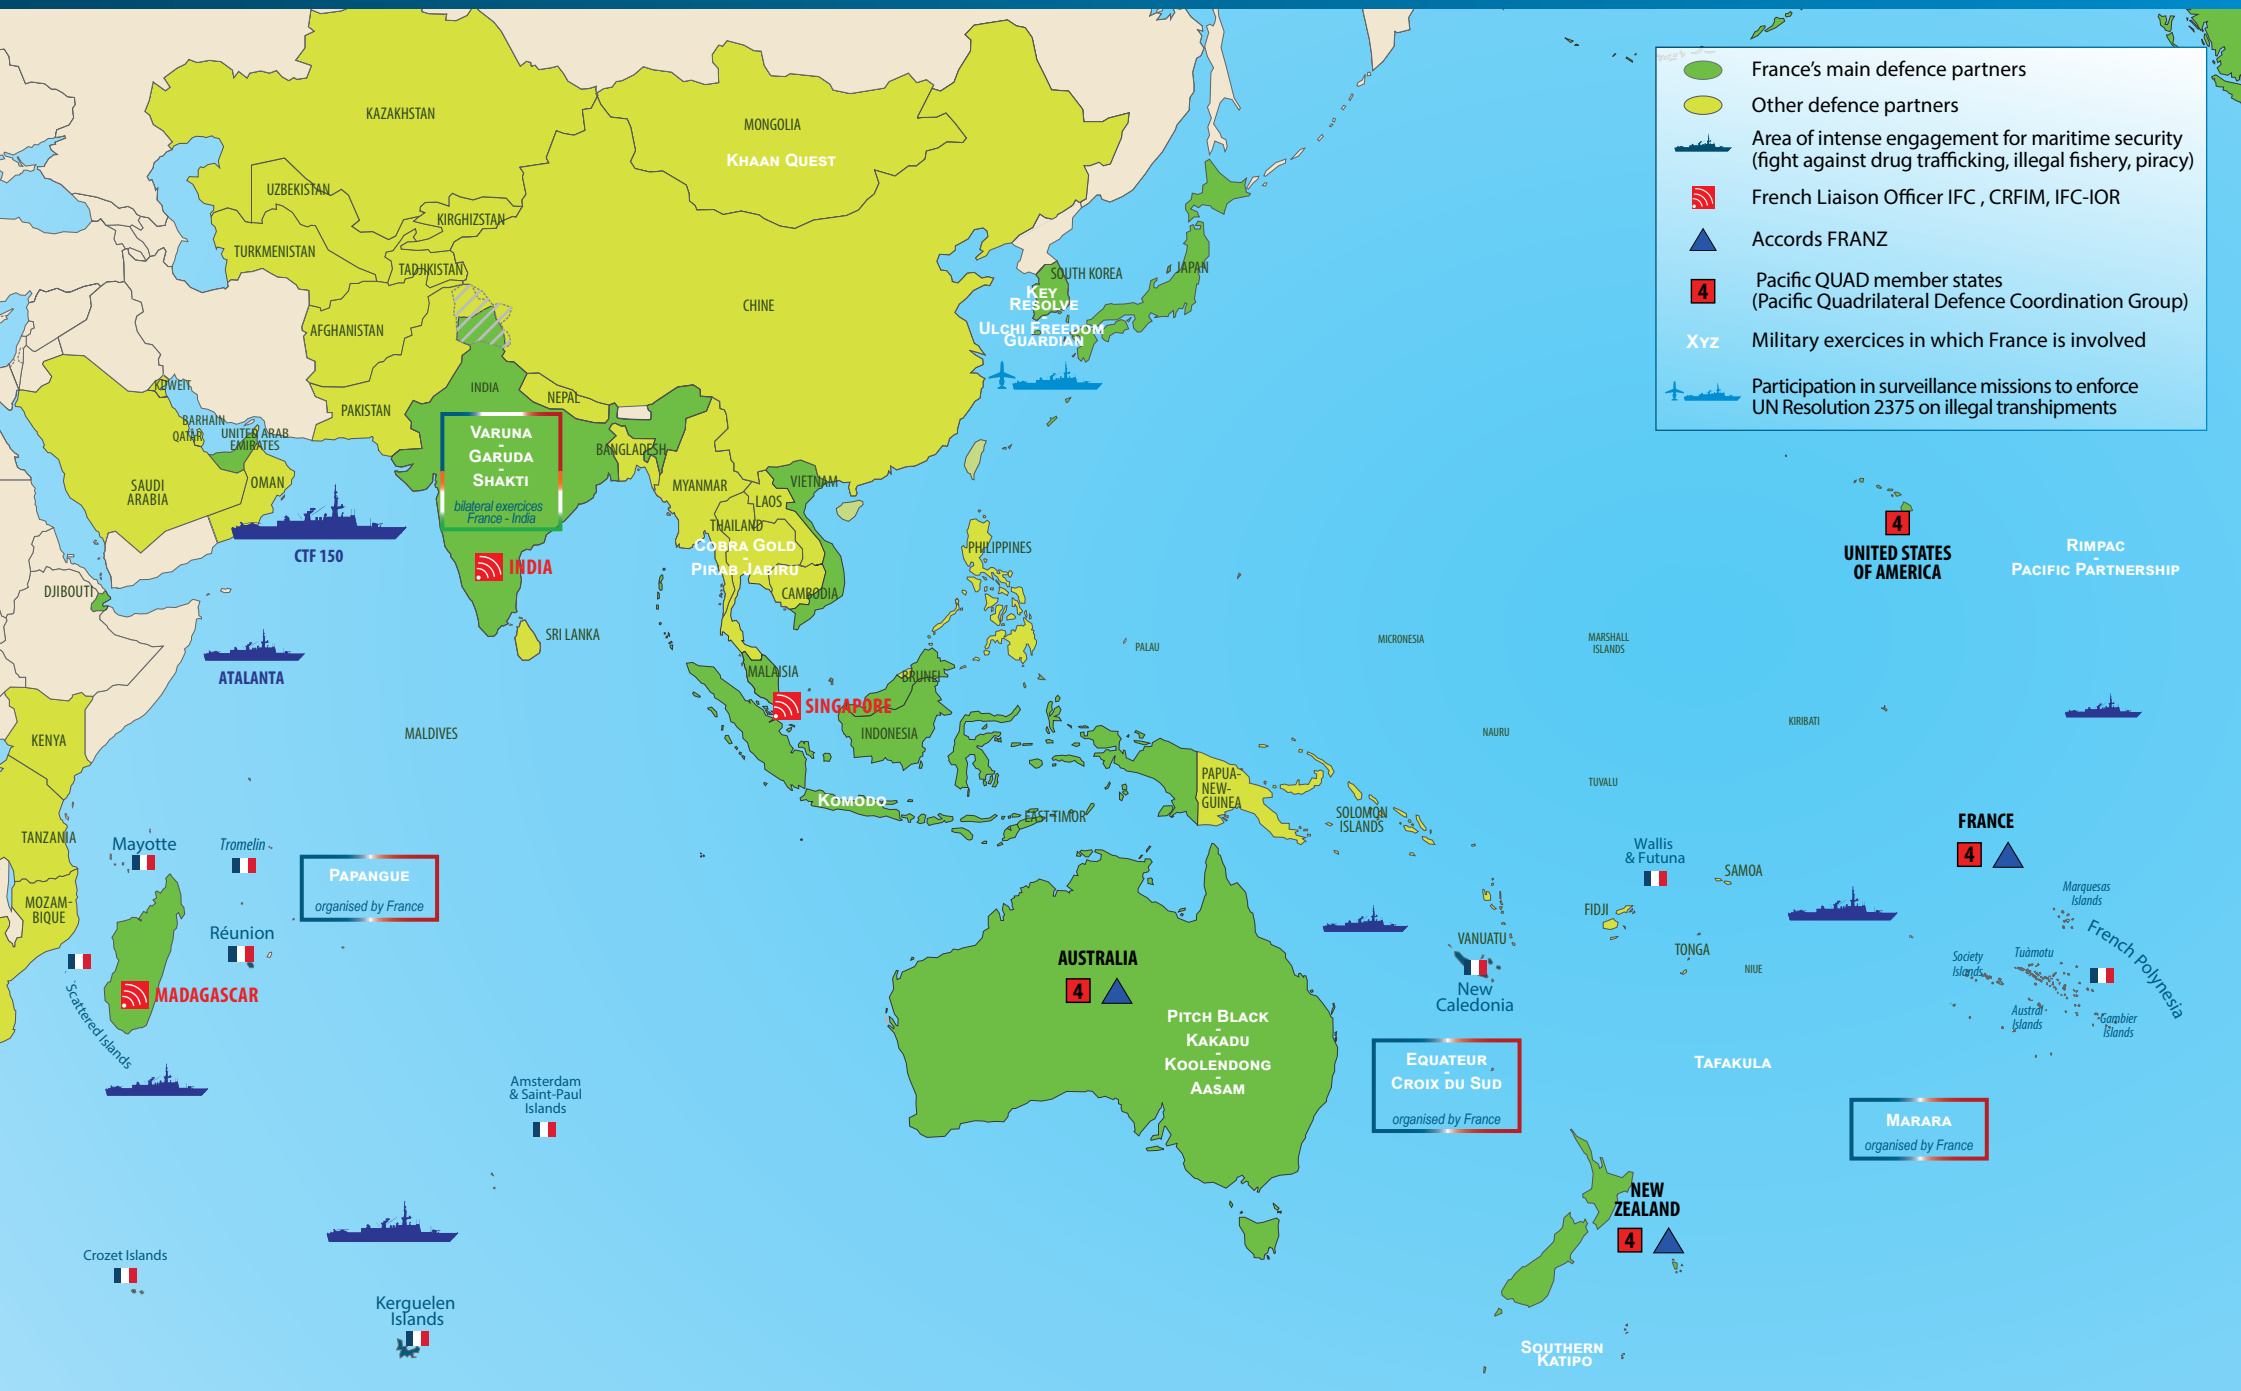 France's main defence partners
Other defence partners
Area of intense engagement for maritime security
(fight against drug trafficking, illegal fishery, piracy)
French Liaison Officer IFC , CRFIM, IFC-IOR
Accords FRANZ
4
Pacific QUAD member states
(Pacific Quadrilateral Defence Coordination Group)
XYZ
Military exercices in which France is involved
Participation in surveillance missions to enforce
UN Resolution 2375 on illegal transhipments
KAZAKHSTAN
MONGOLIA
KHAAN QUEST
UZBEKISTAN
KIRGHIZSTAN
TURKMENISTAN
TADJIKISTAN
AFGHANISTAN
CHINE
SOUTH KOREA
JAPAN
KEY
RESOLVE
-
ULCHI FREEDOM
GUARDIAN
KUWEIT
BARHAIN
QATAR
UNITED ARAB
EMIRATES
SAUDI
ARABIA
OMAN
PAKISTAN
INDIA
NEPAL
BANGLADESH
VARUNA
-
GARUDA
-
SHAKTI
bilateral exercices
France - India
INDIA
MYANMAR
LAOS
VIETNAM
THAILAND
COBRA GOLD
-
PIRAB JABIRU
CAMBODIA
PHILIPPINES
CTF 150
DJIBOUTI
SRI LANKA
ATALANTA
MALDIVES
KENYA
TANZANIA
MOZAM-
BIQUE
MALAISIA
BRUNEI
SINGAPORE
INDONESIA
KOMODO
EAST-TIMOR
PAPUA-
NEW-
GUINEA
SOLOMON
ISLANDS
PALAU
MICRONESIA
MARSHALL
ISLANDS
NAURU
KIRIBATI
TUVALU
4
UNITED STATES
OF AMERICA
RIMPAC
-
PACIFIC PARTNERSHIP
FRANCE
4
Wallis
& Futuna
SAMOA
FIDJI
VANUATU
TONGA
NIUE
New
Caledonia
Marquesas
Islands
French Polynesia
Society
Islands
Tuàmotu
Austral
Islands
Gambier
Islands
Mayotte
Tromelin
PAPANGUE
organised by France
Réunion
MADAGASCAR
Scattered Islands
AUSTRALIA
4
PITCH BLACK
-
KAKADU
-
KOOLENDONG
-
AASAM
EQUATEUR
-
CROIX DU SUD
organised by France
TAFAKULA
MARARA
organised by France
Amsterdam
& Saint-Paul
Islands
NEW
ZEALAND
4
Crozet Islands
Kerguelen
Islands
SOUTHERN
KATIPO